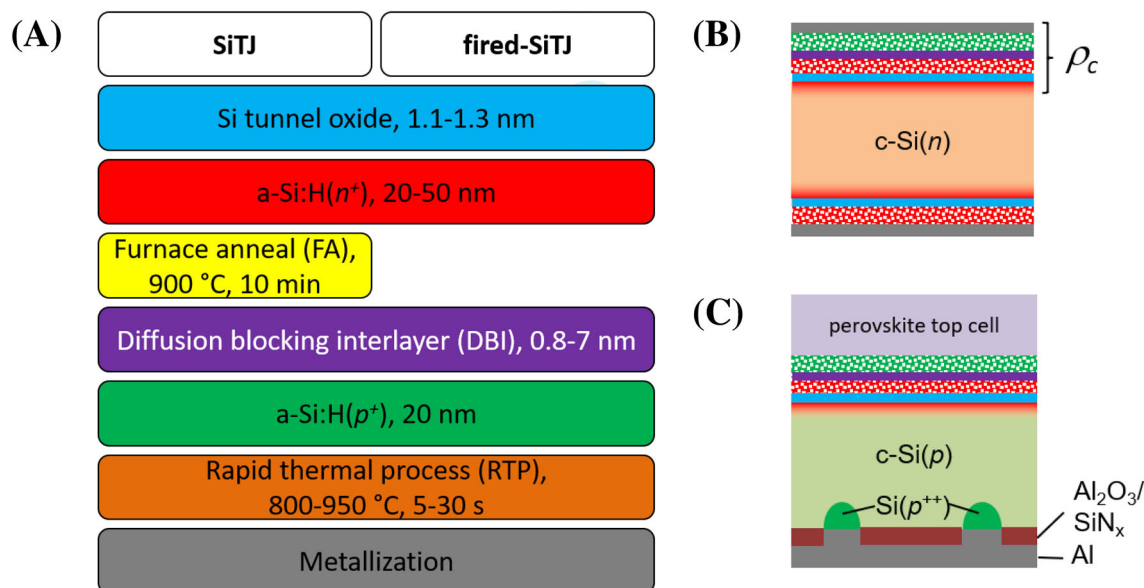 (A)
SiTJ
fired-SiTJ
Si tunnel oxide, 1.1-1.3 nm
a-Si:H(n⁺), 20-50 nm
Furnace anneal (FA),
900 °C, 10 min
Diffusion blocking interlayer (DBI), 0.8-7 nm
a-Si:H(p⁺), 20 nm
Rapid thermal process (RTP),
800-950 °C, 5-30 s
Metallization
(B)
ρc
c-Si(n)
(C)
perovskite top cell
c-Si(p)
Si(p⁺⁺)
Al₂O₃/
SiNₓ
Al